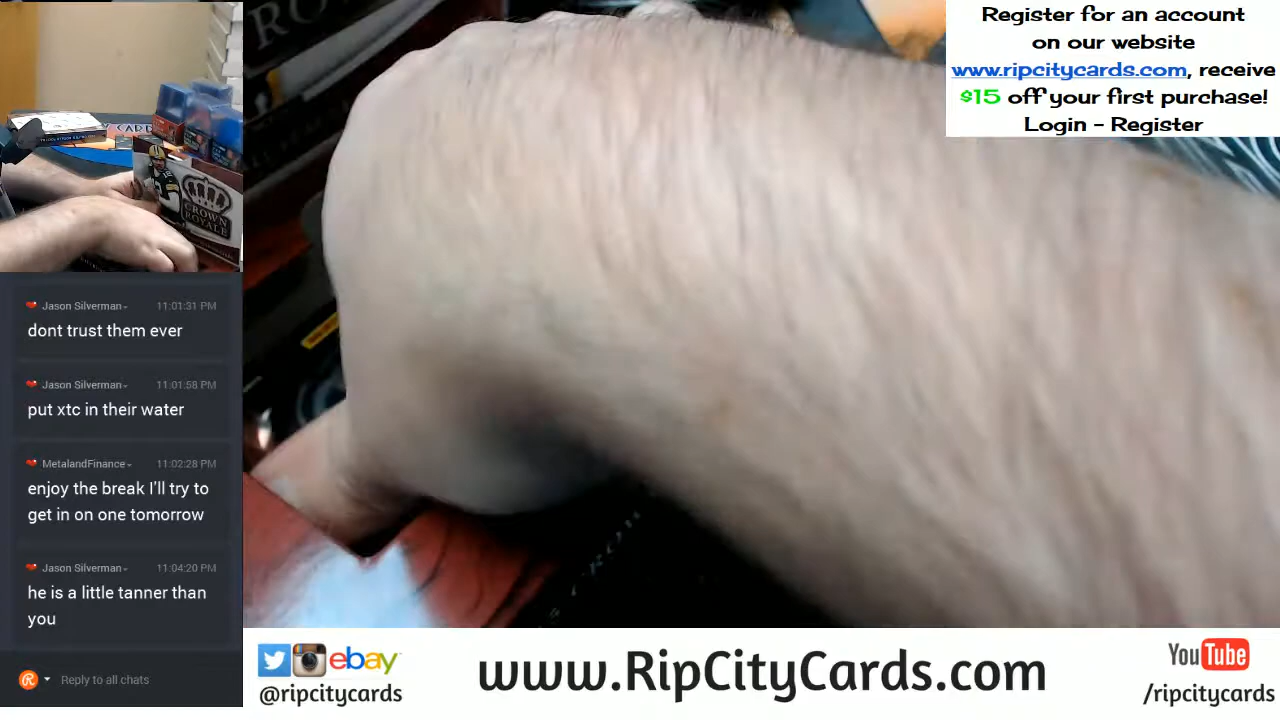 Register for an account
on our website
www.ripcitycards.com, receive
$15 off your first purchase!
Login - Register
CARD
CROWN
ROYALE
Jason Silverman
11:01:31 PM
dont trust them ever
Jason Silverman
11:01:58 PM
put xtc in their water
MetalandFinance
11:02:28 PM
enjoy the break I'll try to
get in on one tomorrow
Jason Silverman
11:04:20 PM
he is a little tanner than
you
Reply to all chats
RO
CRO
ebay
@ripcitycards
www.RipCityCards.com
YouTube
/ripcitycards